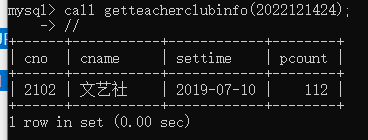 mysql> call getteacherclubinfo(2022121424);
    -> //
+------+--------+------------+--------+
| cno  | cname  | settime    | pcount |
+------+--------+------------+--------+
| 2102 | 文艺社 | 2019-07-10 |    112 |
+------+--------+------------+--------+
1 row in set (0.00 sec)